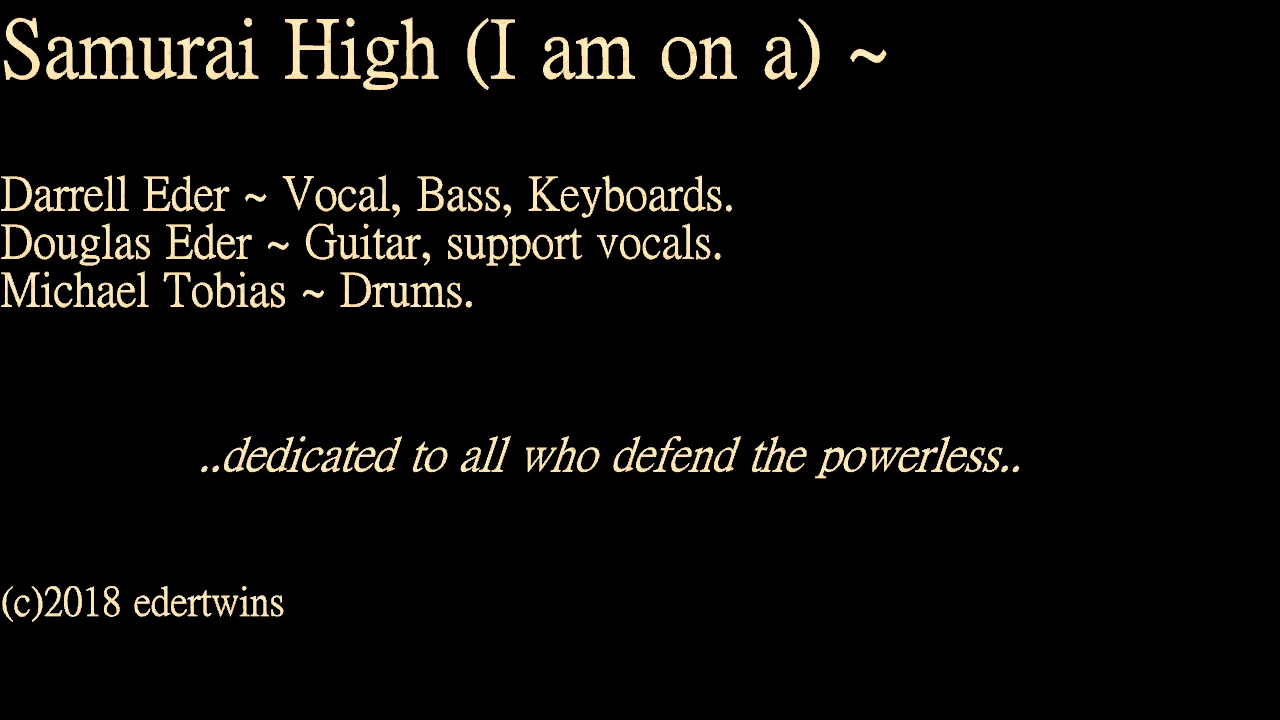 Samurai High (I am on a) ~
Darrell Eder ~ Vocal, Bass, Keyboards.
Douglas Eder ~ Guitar, support vocals.
Michael Tobias ~ Drums.
..dedicated to all who defend the powerless..
(c)2018 edertwins